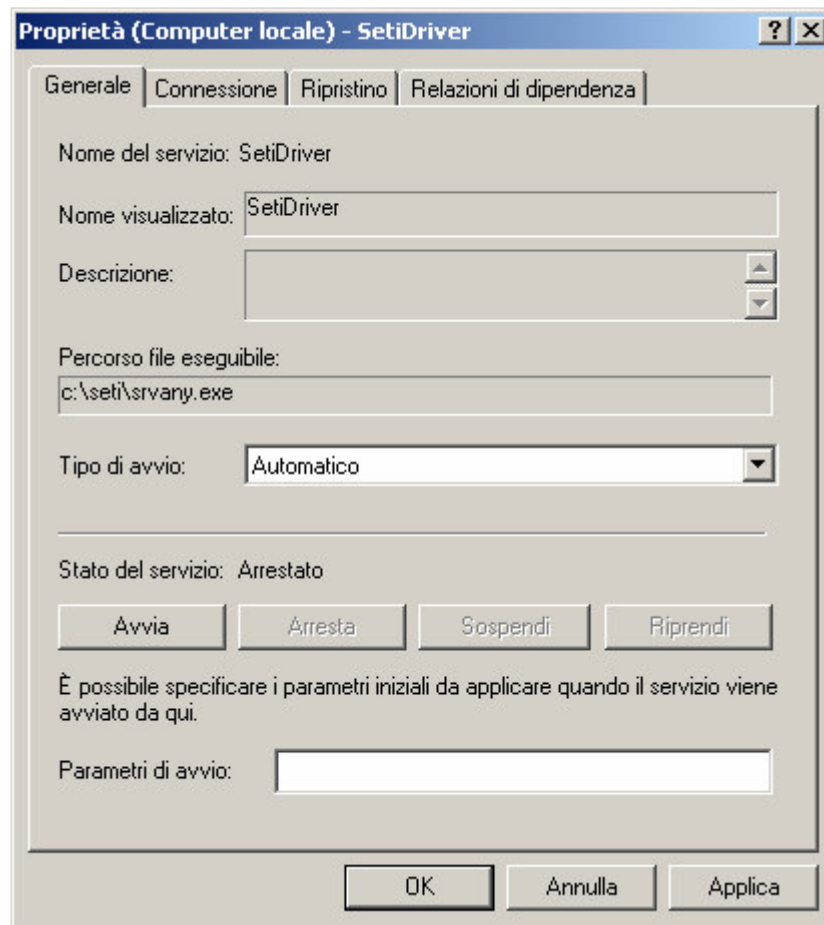 Proprietà (Computer locale) - SetiDriver
Generale Connessione Ripristino Relazioni di dipendenza
Nome del servizio: SetiDriver
Nome visualizzato: SetiDriver
Descrizione:
Percorso file eseguibile:
c:\seti\srvany.exe
Tipo di avvio: Automatico
Stato del servizio: Arrestato
Avvia Arresta Sospendi Riprendi
È possibile specificare i parametri iniziali da applicare quando il servizio viene
avviato da qui.
Parametri di avvio:
OK Annulla Applica